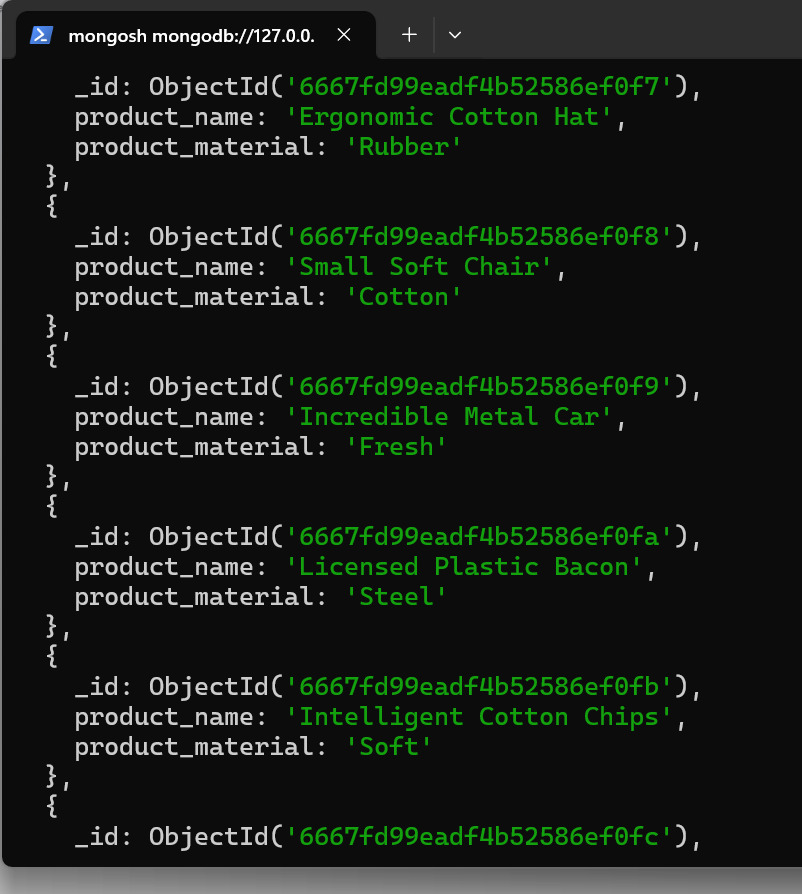 mongosh mongodb://127.0.0.
_id: ObjectId('6667fd99eadf4b52586ef0f7'),
product_name: 'Ergonomic Cotton Hat',
product_material: 'Rubber'
},
{
_id: ObjectId('6667fd99eadf4b52586ef0f8'),
product_name: 'Small Soft Chair',
product_material: 'Cotton'
},
{
_id: ObjectId('6667fd99eadf4b52586ef0f9'),
product_name: 'Incredible Metal Car',
product_material: 'Fresh'
},
{
_id: ObjectId('6667fd99eadf4b52586ef0fa'),
product_name: 'Licensed Plastic Bacon',
product_material: 'Steel'
},
{
_id: ObjectId('6667fd99eadf4b52586ef0fb'),
product_name: 'Intelligent Cotton Chips',
product_material: 'Soft'
},
{
_id: ObjectId('6667fd99eadf4b52586ef0fc'),